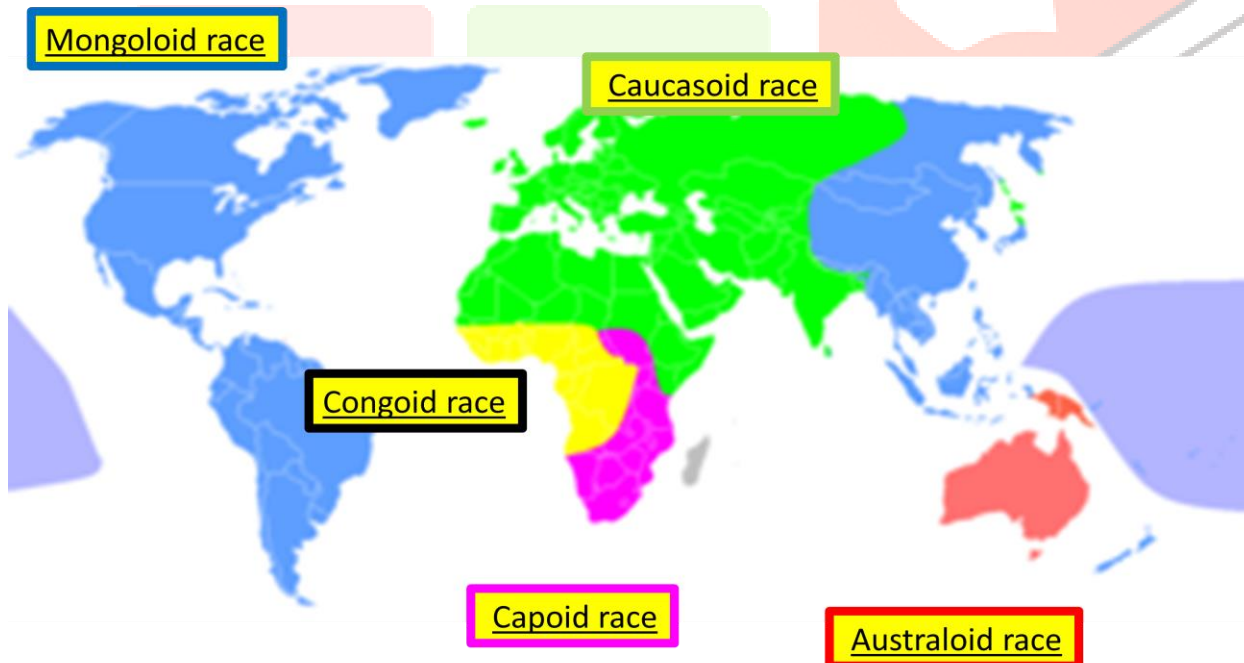 Mongoloid race
Caucasoid race
Congoid race
Capoid race
Australoid race